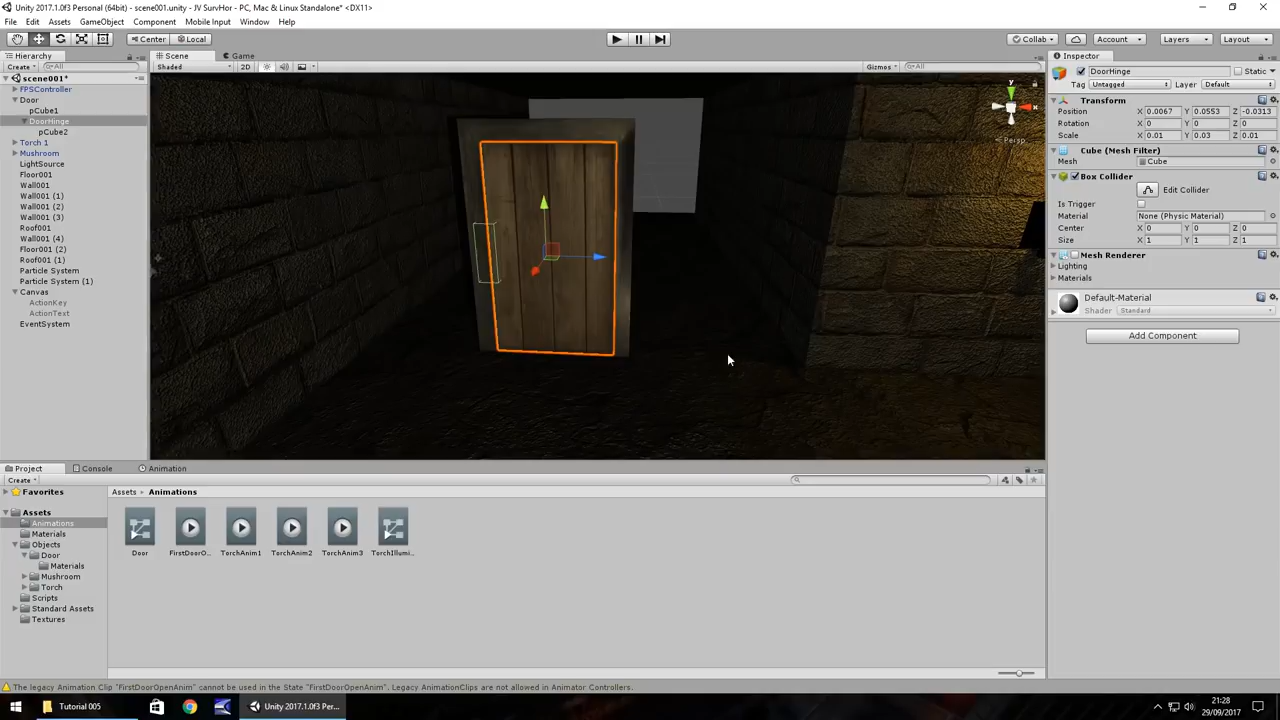 Unity 2017.1.0f3 Personal (64bit) - scene001.unity - JV SurvHor - PC, Mac & Linux Standalone* <DX11>
File Edit Assets GameObject Component Mobile Input Window Help
Center Local Collab Account Layers Layout
Hierarchy Scene Game Inspector
Create All Shaded 2D Gizmos All DoorHinge Static
scene001*
Tag Untagged Layer Default
FPSController
Door
Transform
pCube1
Position X 0.0067 Y 0.0553 Z -0.0313
DoorHinge
Rotation X 0 Y 0 Z 0
pCube2
Scale X 0.01 Y 0.03 Z 0.01
Torch 1
Persp
y
x
Mushroom
Cube (Mesh Filter)
LightSource
Mesh Cube
Floor001
Box Collider
Wall001
Edit Collider
Wall001 (1)
Is Trigger
Wall001 (2)
Material None (Physic Material)
Wall001 (3)
Center X 0 Y 0 Z 0
Roof001
Size X 1 Y 1 Z 1
Wall001 (4)
Floor001 (2)
Mesh Renderer
Roof001 (1)
Lighting
Particle System
Materials
Particle System (1)
Canvas
Default-Material
ActionKey
Shader Standard
ActionText
EventSystem
Add Component
Project Console Animation
Create
Favorites
Assets Animations
Assets
Animations
Materials
Objects
Door
Materials
Mushroom
Torch
Scripts
Standard Assets
Textures
Door FirstDoorO... TorchAnim1 TorchAnim2 TorchAnim3 TorchIllumi...
The legacy Animation Clip "FirstDoorOpenAnim" cannot be used in the State "FirstDoorOpenAnim". Legacy AnimationClips are not allowed in Animator Controllers.
Tutorial 005 Unity 2017.1.0f3 Per...
21:28
29/09/2017